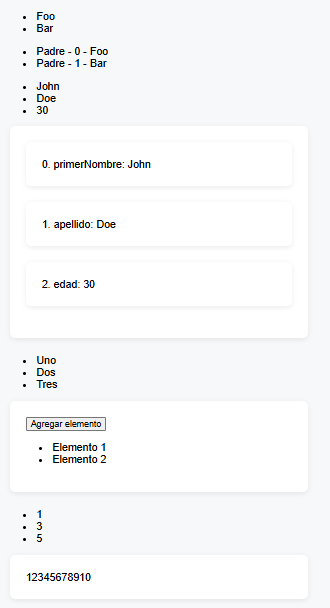 Foo
Bar
Padre - 0 - Foo
Padre - 1 - Bar
John
Doe
30
0. primerNombre: John
1. apellido: Doe
2. edad: 30
Uno
Dos
Tres
Agregar elemento
Elemento 1
Elemento 2
1
3
5
12345678910